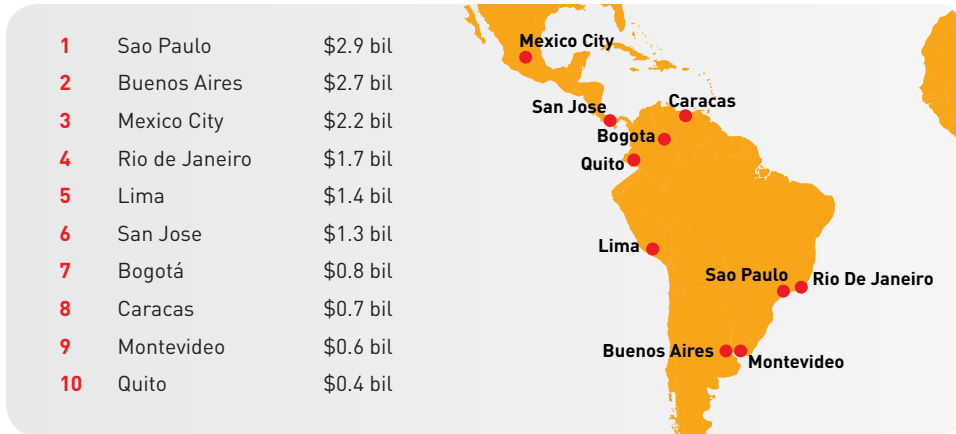 1 Sao Paulo $2.9 bil
2 Buenos Aires $2.7 bil
3 Mexico City $2.2 bil
4 Rio de Janeiro $1.7 bil
5 Lima $1.4 bil
6 San Jose $1.3 bil
7 Bogotá $0.8 bil
8 Caracas $0.7 bil
9 Montevideo $0.6 bil
10 Quito $0.4 bil
Mexico City
San Jose
Caracas
Bogota
Quito
Lima
Sao Paulo
Rio De Janeiro
Buenos Aires
Montevideo